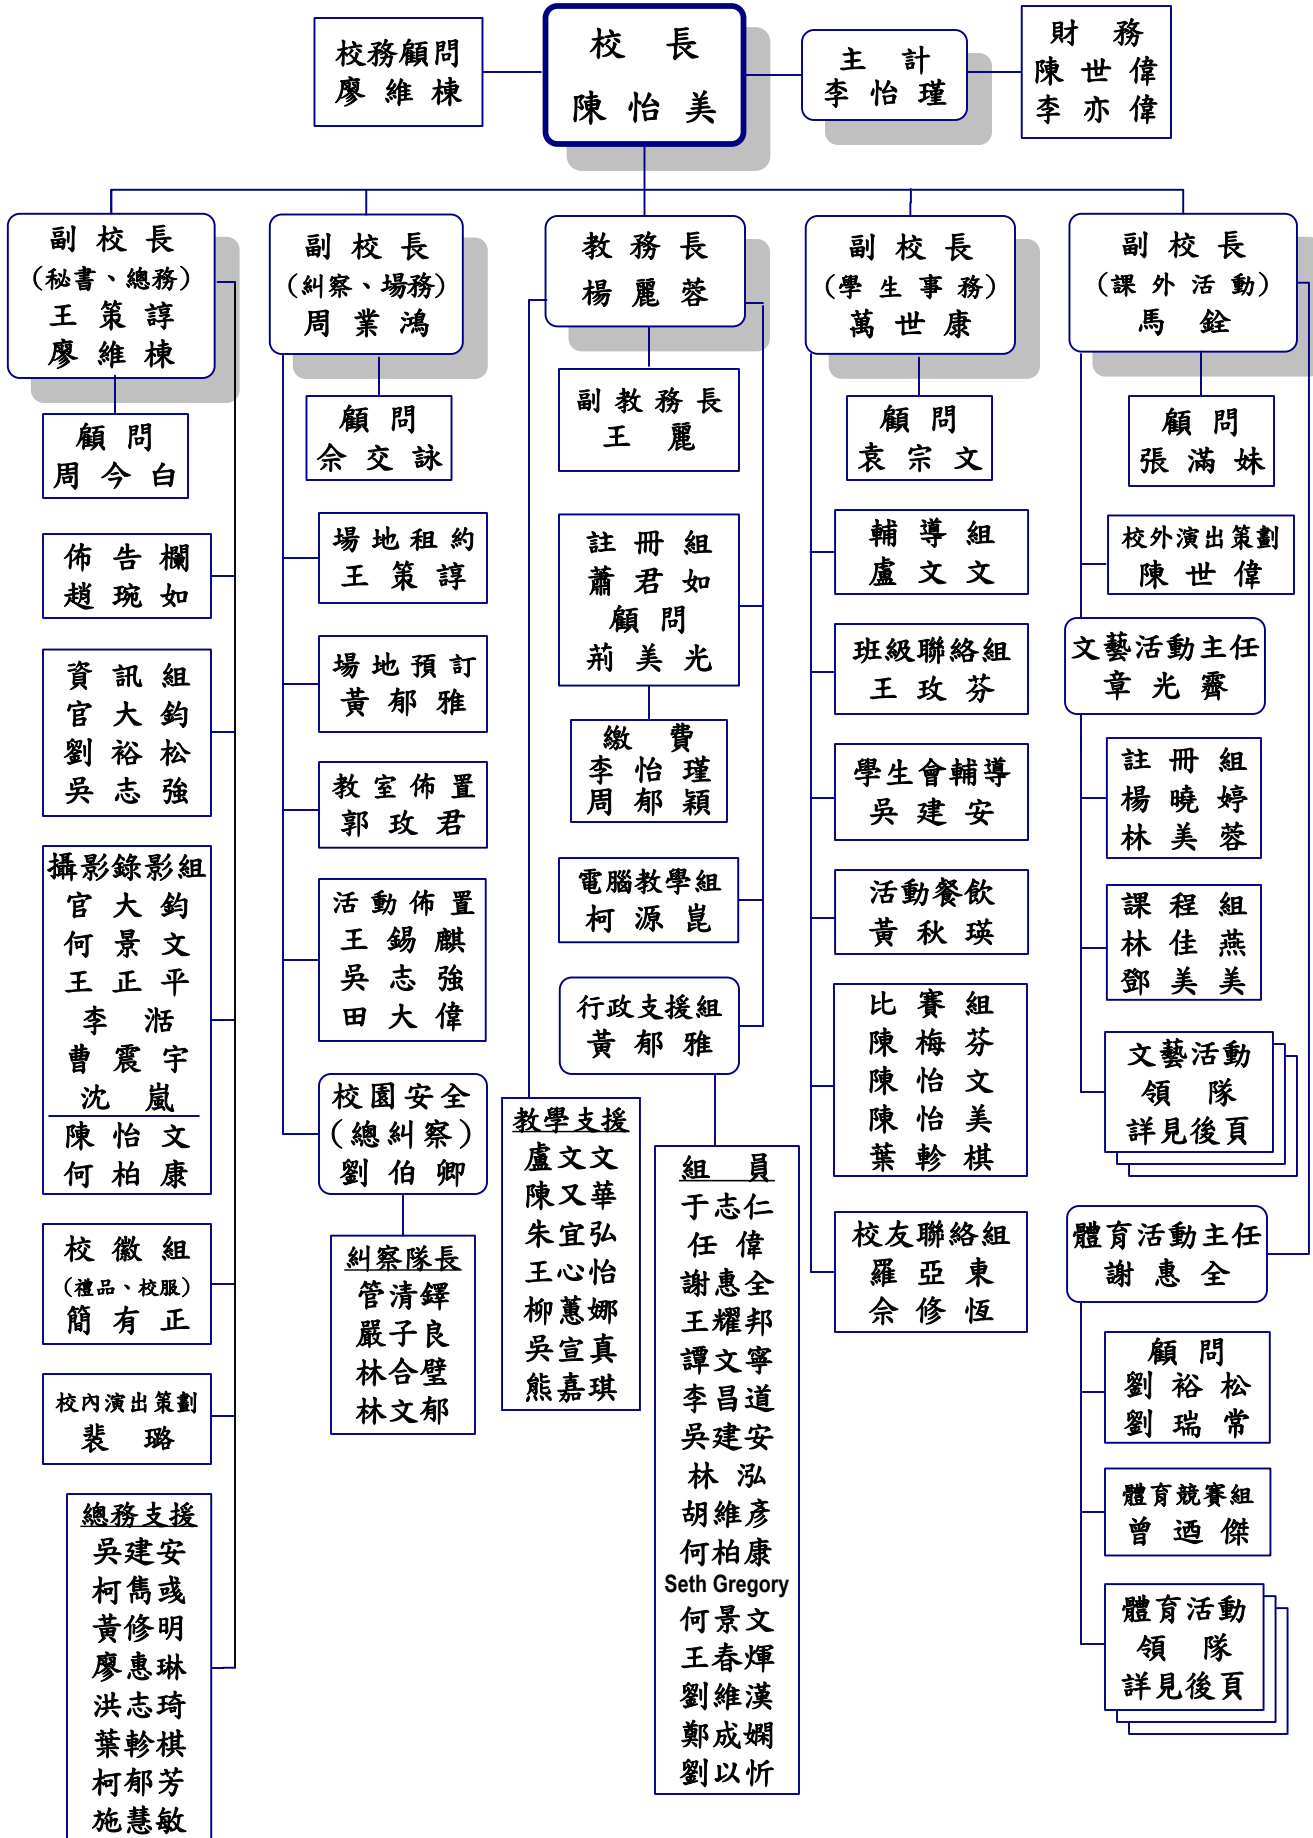 校務顧問
廖維棟
校長
陳怡美
主計
李怡瑾
財務
陳世偉
李亦偉
副校長
(秘書、總務)
王策諄
廖維棟
顧問
周今白
佈告欄
趙琬如
資訊組
官大鈞
劉裕松
吳志強
攝影錄影組
官大鈞
何景文
王正平
李湉
曹震宇
沈嵐
陳怡文
何柏康
校徽組
(禮品、校服)
簡有正
校內演出策劃
裴璐
總務支援
吳建安
柯雋彧
黃修明
廖惠琳
洪志琦
葉軫棋
柯郁芳
施慧敏
副校長
(糾察、場務)
周業鴻
顧問
佘交詠
場地租約
王策諄
場地預訂
黃郁雅
教室佈置
郭玫君
活動佈置
王錫麒
吳志強
田大偉
校園安全
(總糾察)
劉伯卿
糾察隊長
管清鐸
嚴子良
林合璧
林文郁
教務長
楊麗蓉
副教務長
王麗
註冊組
蕭君如
顧問
荊美光
繳費
李怡瑾
周郁穎
電腦教學組
柯源崑
行政支援組
黃郁雅
教學支援
盧文文
陳又華
朱宜弘
王心怡
柳蕙娜
吳宣真
熊嘉琪
組員
于志仁
任偉
謝惠全
王耀邦
譚文寧
李昌道
吳建安
林泓
胡維彥
何柏康
Seth Gregory
何景文
王春煇
劉維漢
鄭成嫻
劉以忻
副校長
(學生事務)
萬世康
顧問
袁宗文
輔導組
盧文文
班級聯絡組
王玫芬
學生會輔導
吳建安
活動餐飲
黃秋瑛
比賽組
陳梅芬
陳怡文
陳怡美
葉軫棋
校友聯絡組
羅亞東
佘修恆
副校長
(課外活動)
馬銓
顧問
張滿妹
校外演出策劃
陳世偉
文藝活動主任
章光霽
註冊組
楊曉婷
林美蓉
課程組
林佳燕
鄧美美
文藝活動
領隊
詳見後頁
體育活動主任
謝惠全
顧問
劉裕松
劉瑞常
體育競賽組
曾迺傑
體育活動
領隊
詳見後頁